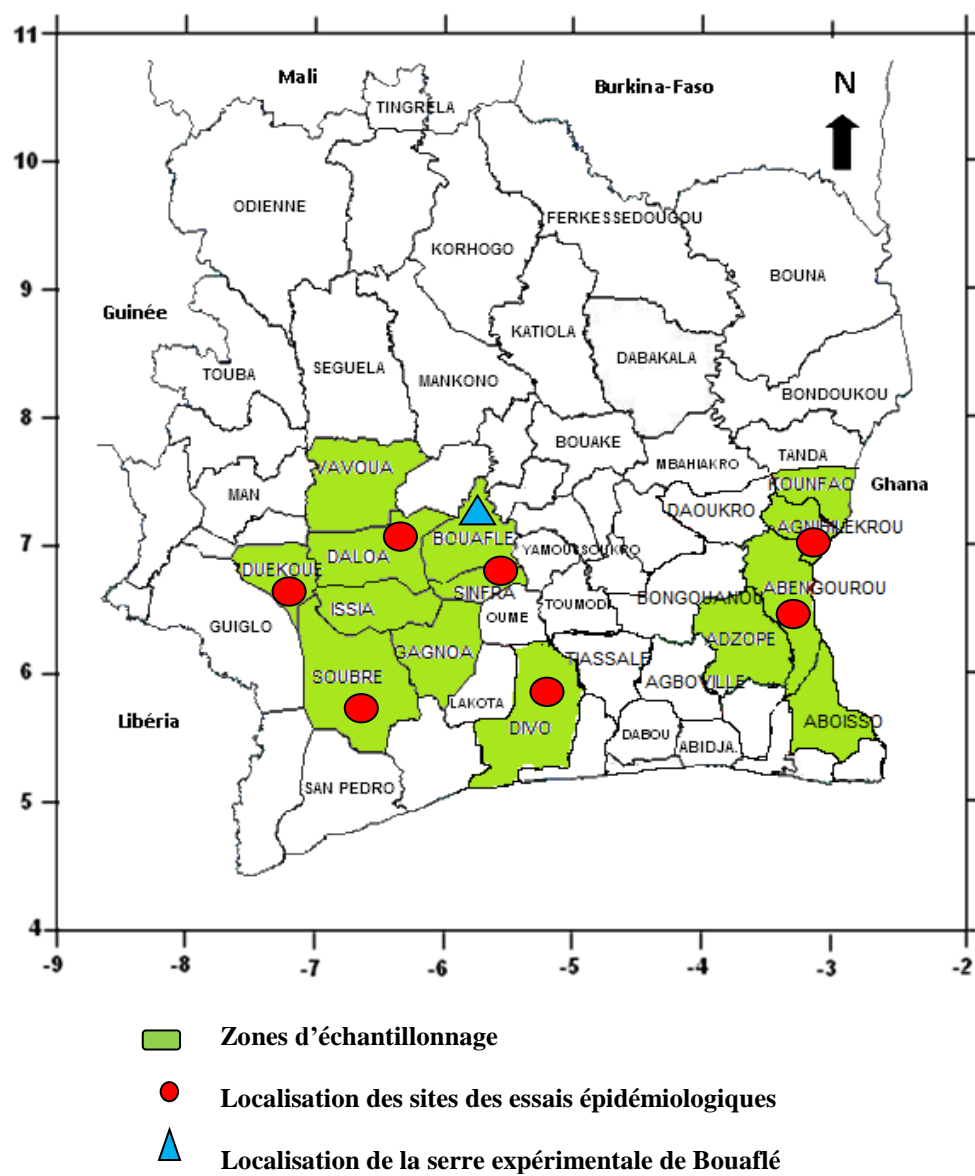 11
10
9
8
7
6
5
4
-9
-8
-7
-6
-5
-4
-3
-2
Mali
Burkina-Faso
N
TINGRELA
ODIENNE
FERKESSEDOUGOU
KORHOGO
BOUNA
Guinée
KATIOLA
DABAKALA
TOUBA
SEGUELA
MANKONO
BONDOUKOU
BOUAKE
TANDA
VAVOUA
MBAHIAKRO
KOUNFAO
Ghana
MAN
DAOUKRO
AGNIBILEKROU
BOUAFLE
YAMOUSSOUKRO
DALOA
DUEKOUE
SINFRA
ABENGOUROU
ISSIA
OUME
TOUMODI
BONGOUANOU
GUIGLO
ADZOPE
GAGNOA
TIASSALE
SOUBRE
AGBOVILLE
LAKOTA
Libéria
DIVO
ABOISSO
DABOU
ABIDJA.
SAN PEDRO
Zones d'échantillonnage
Localisation des sites des essais épidémiologiques
Localisation de la serre expérimentale de Bouaflé